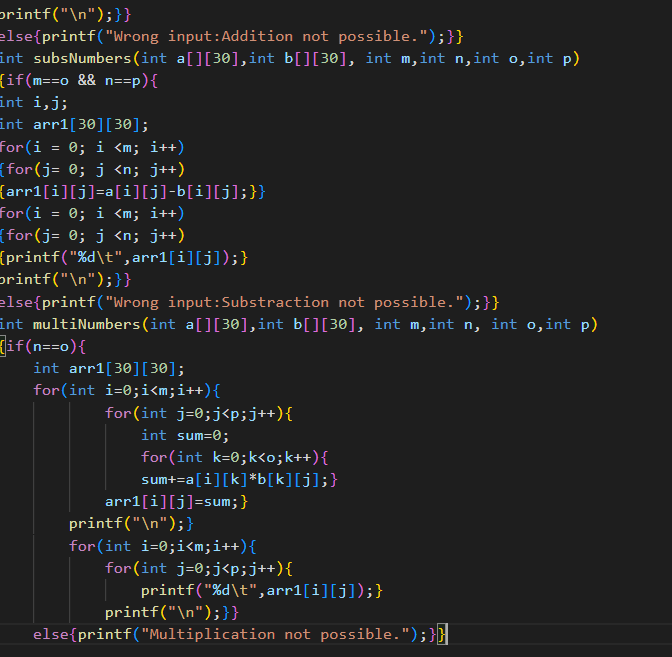 printf("\n");}}
else{printf("Wrong input:Addition not possible.");}}
int subsNumbers(int a[][30],int b[][30], int m,int n,int o,int p)
{if(m==o && n==p){
int i,j;
int arr1[30][30];
for(i = 0; i <m; i++)
{for(j= 0; j <n; j++)
{arr1[i][j]=a[i][j]-b[i][j];}}
for(i = 0; i <m; i++)
{for(j= 0; j <n; j++)
{printf("%d\t",arr1[i][j]);}
printf("\n");}}
else{printf("Wrong input:Substraction not possible.");}}
int multiNumbers(int a[][30],int b[][30], int m,int n, int o,int p)
{if(n==o){
    int arr1[30][30];
    for(int i=0;i<m;i++){
            for(int j=0;j<p;j++){
                int sum=0;
                for(int k=0;k<o;k++){
                sum+=a[i][k]*b[k][j];}
            arr1[i][j]=sum;}
        printf("\n");}
        for(int i=0;i<m;i++){
            for(int j=0;j<p;j++){
                printf("%d\t",arr1[i][j]);}
            printf("\n");}}
    else{printf("Multiplication not possible.");}}